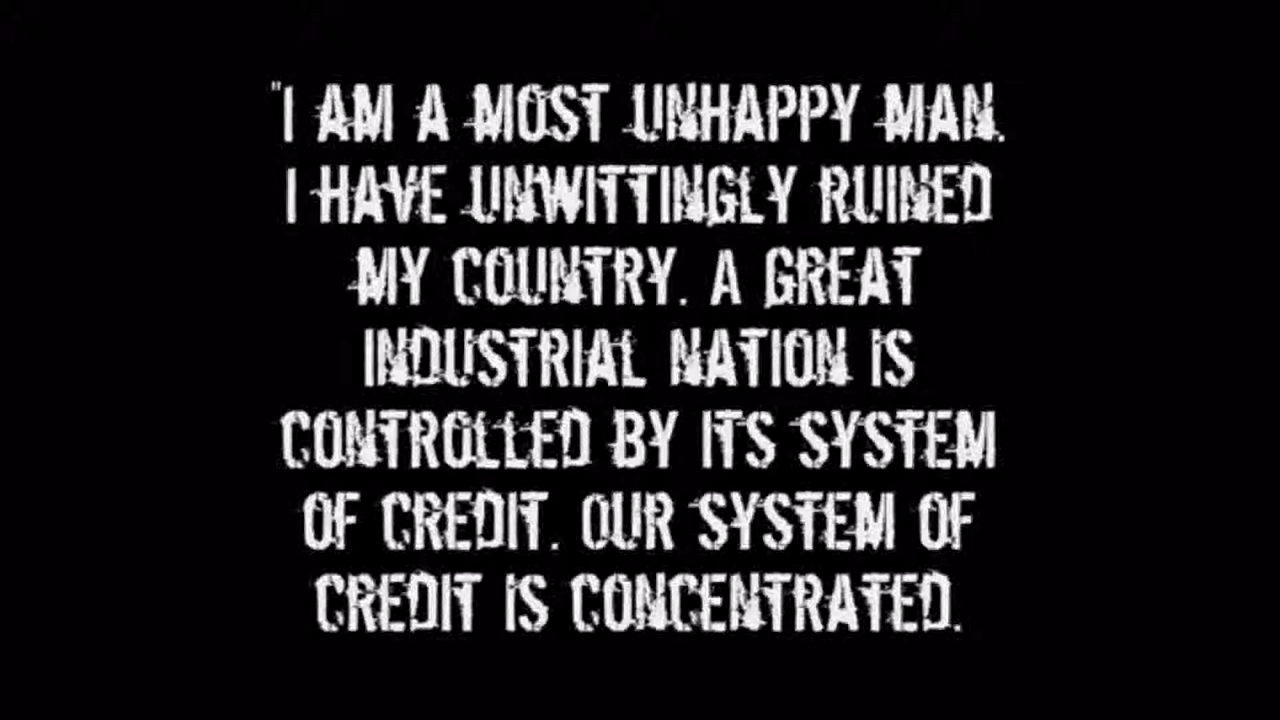 "I AM A MOST UNHAPPY MAN.
I HAVE UNWITTINGLY RUINED
MY COUNTRY. A GREAT
INDUSTRIAL NATION IS
CONTROLLED BY ITS SYSTEM
OF CREDIT. OUR SYSTEM OF
CREDIT IS CONCENTRATED.